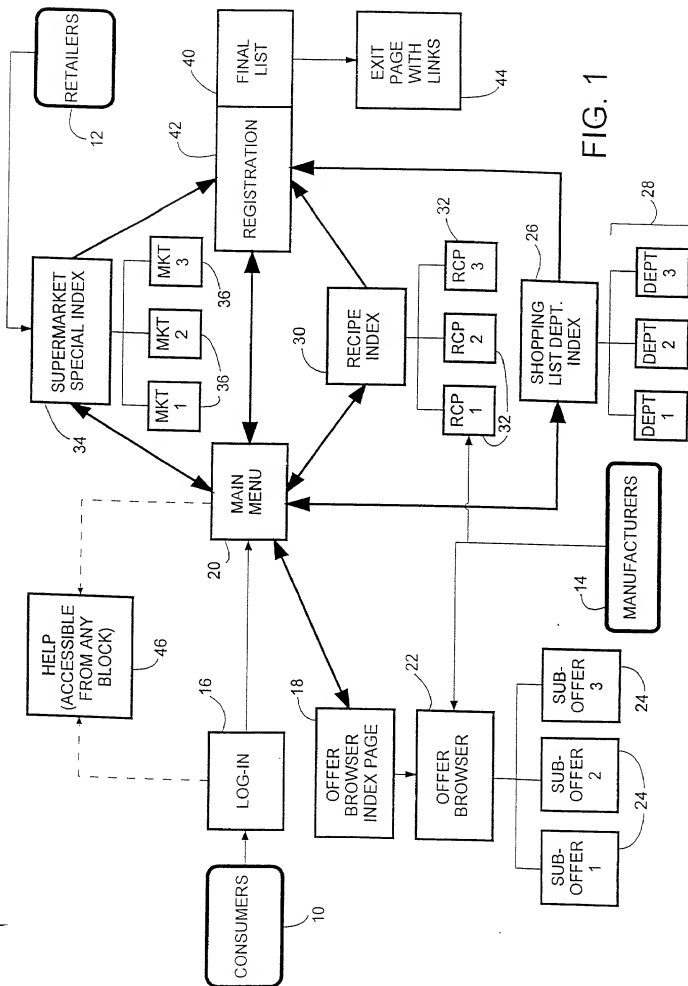 RETAILERS
12
SUPERMARKET
SPECIAL INDEX
34
MKT
1
MKT
2
MKT
3
36
36
HELP
(ACCESSIBLE
FROM ANY
BLOCK)
46
CONSUMERS
10
LOG-IN
16
MAIN
MENU
20
REGISTRATION
42
FINAL
LIST
40
EXIT
PAGE
WITH
LINKS
44
OFFER
BROWSER
INDEX PAGE
18
OFFER
BROWSER
22
SUB-
OFFER
1
SUB-
OFFER
2
SUB-
OFFER
3
24
24
RECIPE
INDEX
30
RCP
1
RCP
2
RCP
3
32
32
SHOPPING
LIST DEPT.
INDEX
26
DEPT
1
DEPT
2
DEPT
3
28
MANUFACTURERS
14
FIG. 1